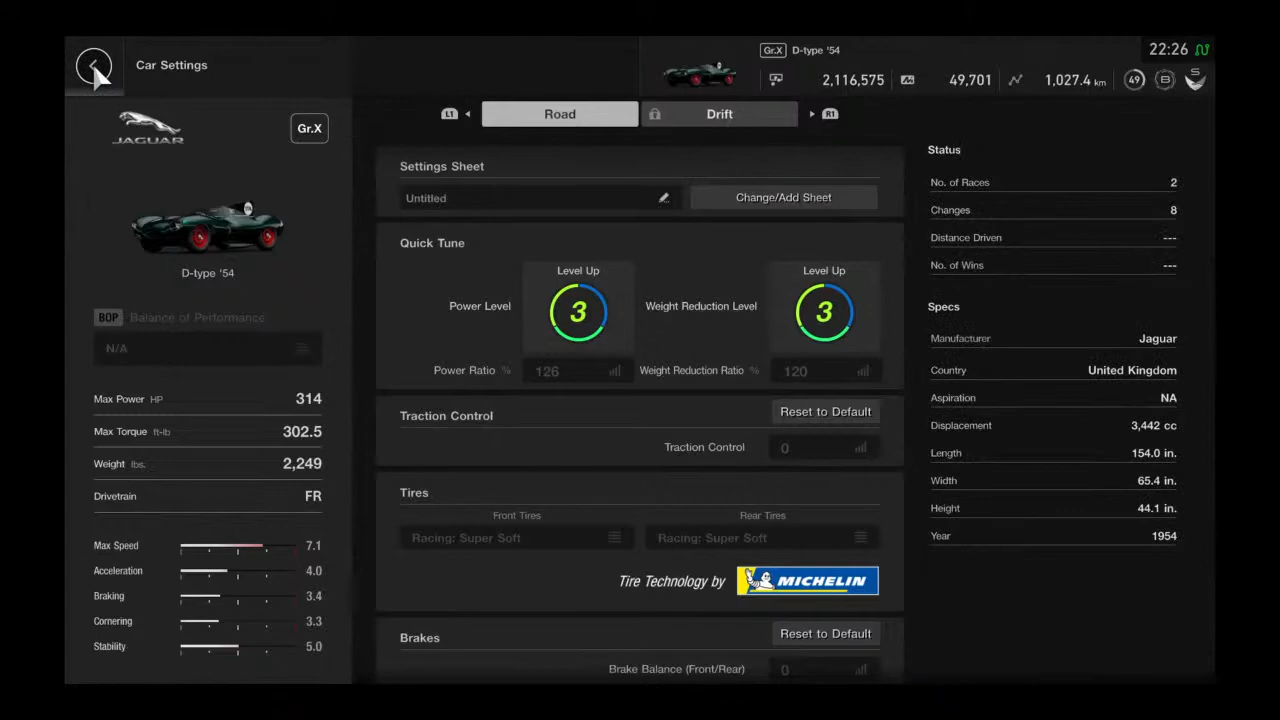 Car Settings
Gr.X D-type '54
22:26
2,116,575 49,701 1,027.4 km 49 B S
JAGUAR
Gr.X
D-type '54
BOP Balance of Performance
N/A
Max Power HP 314
Max Torque ft-lb 302.5
Weight lbs. 2,249
Drivetrain FR
Max Speed 7.1
Acceleration 4.0
Braking 3.4
Cornering 3.3
Stability 5.0
L1 Road Drift R1
Settings Sheet
Untitled Change/Add Sheet
Quick Tune
Level Up Level Up
Power Level 3 Weight Reduction Level 3
Power Ratio % 126 Weight Reduction Ratio % 120
Traction Control Reset to Default
Traction Control 0
Tires
Front Tires Rear Tires
Racing: Super Soft Racing: Super Soft
Tire Technology by MICHELIN
Brakes Reset to Default
Brake Balance (Front/Rear) 0
Status
No. of Races 2
Changes 8
Distance Driven ---
No. of Wins ---
Specs
Manufacturer Jaguar
Country United Kingdom
Aspiration NA
Displacement 3,442 cc
Length 154.0 in.
Width 65.4 in.
Height 44.1 in.
Year 1954